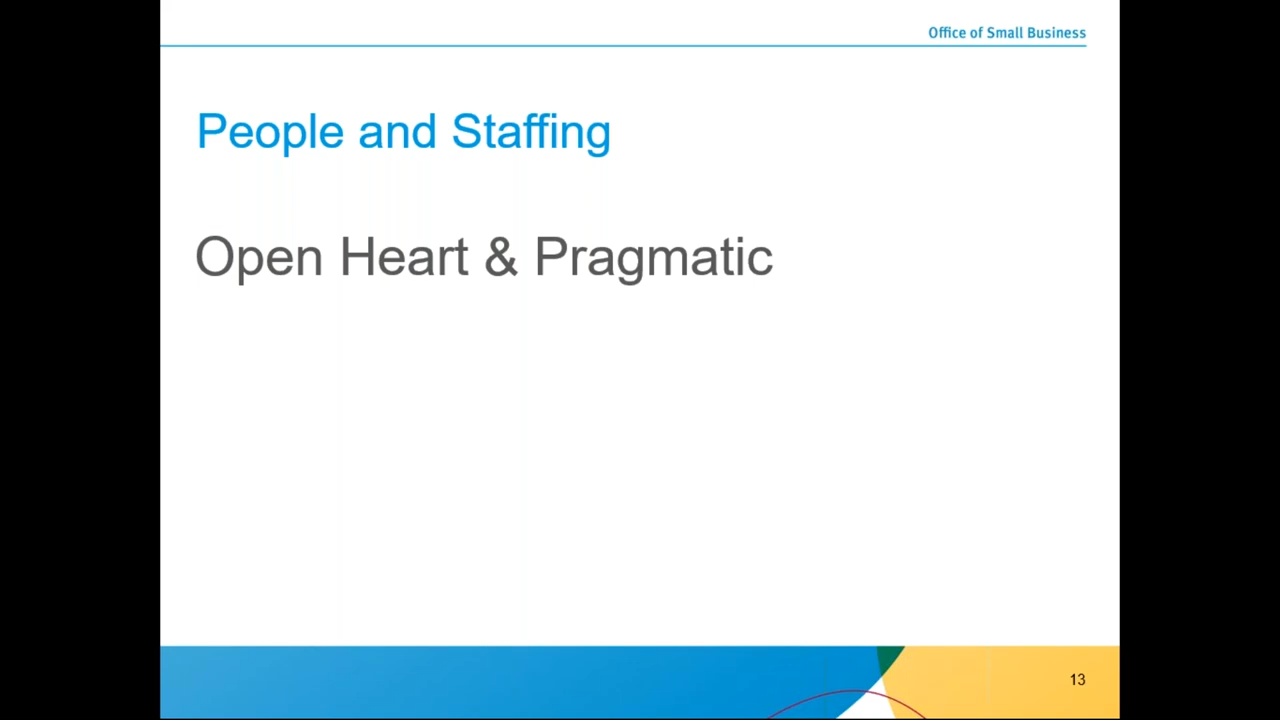 Office of Small Business
People and Staffing
Open Heart & Pragmatic
13